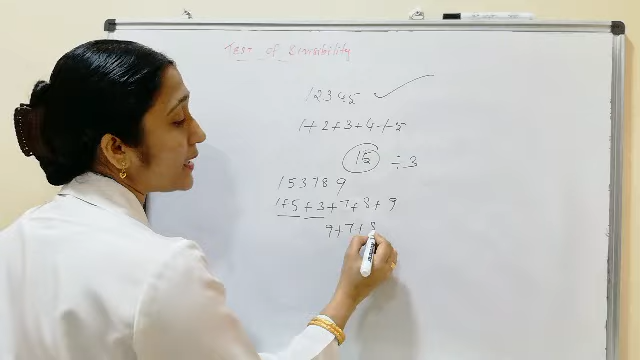 Test of Divisibility
12345 ✓
1+2+3+4+5
15 ÷ 3
153789
1+5+3+7+8+9
9+7+8